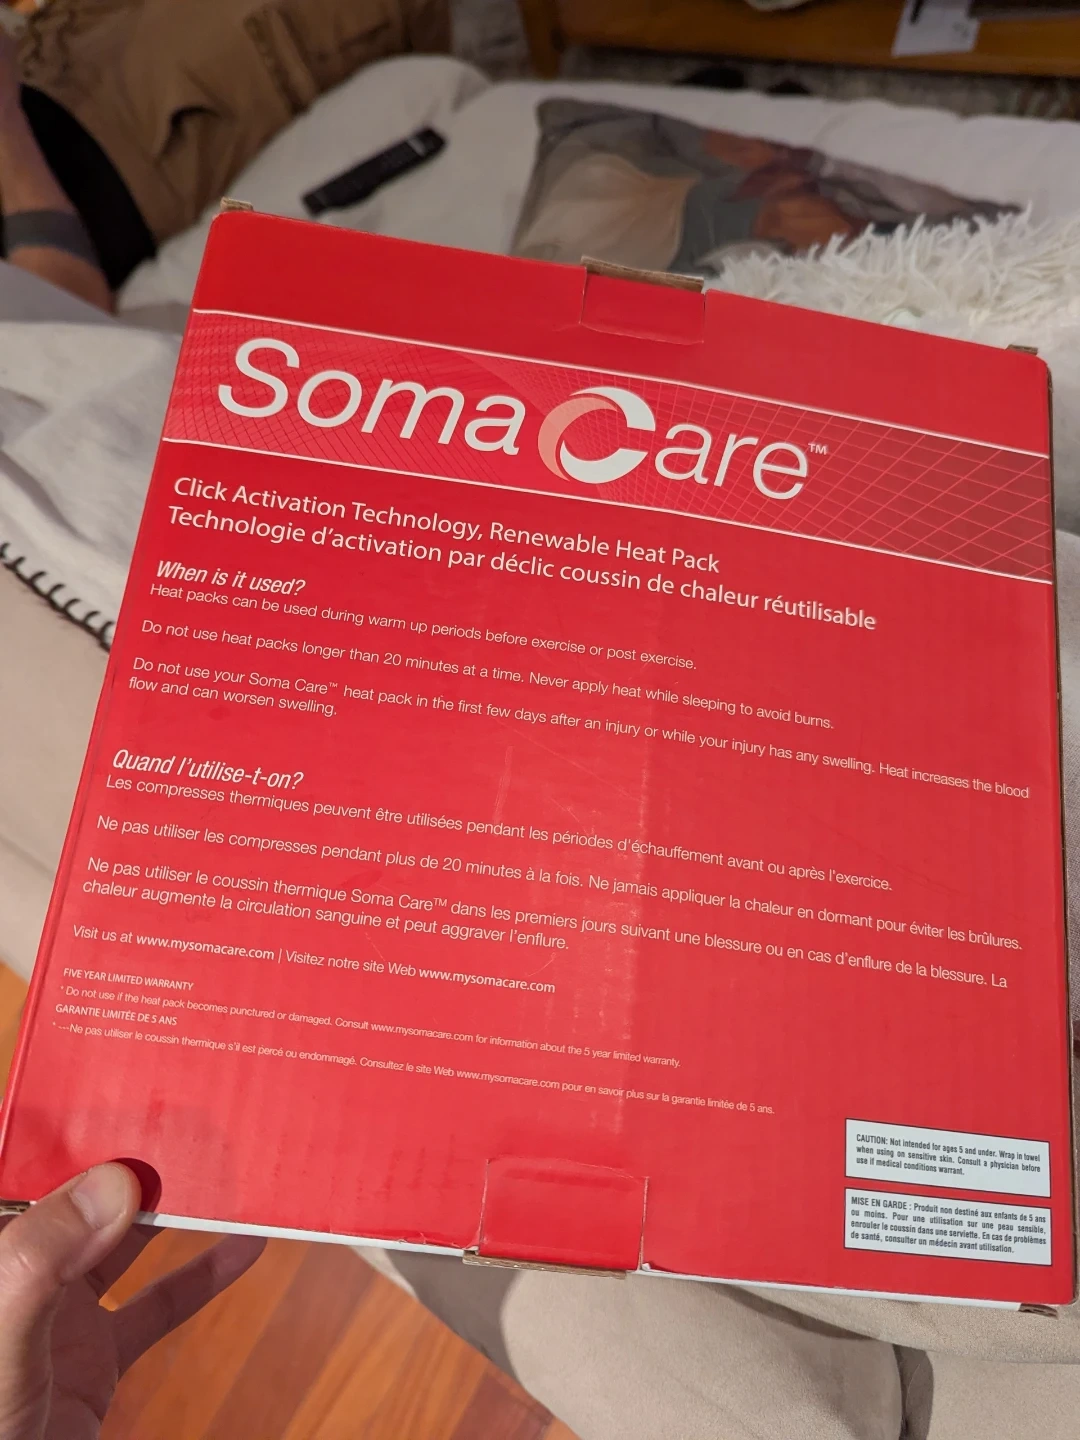 Soma Care™
Click Activation Technology, Renewable Heat Pack
Technologie d'activation par déclic coussin de chaleur réutilisable
When is it used?
Heat packs can be used during warm up periods before exercise or post exercise.
Do not use heat packs longer than 20 minutes at a time. Never apply heat while sleeping to avoid burns.
Do not use your Soma Care™ heat pack in the first few days after an injury or while your injury has any swelling. Heat increases the blood
flow and can worsen swelling.
Quand l'utilise-t-on?
Les compresses thermiques peuvent être utilisées pendant les périodes d'échauffement avant ou après l'exercice.
Ne pas utiliser les compresses pendant plus de 20 minutes à la fois. Ne jamais appliquer la chaleur en dormant pour éviter les brûlures.
Ne pas utiliser le coussin thermique Soma Care™ dans les premiers jours suivant une blessure ou en cas d'enflure de la blessure. La
chaleur augmente la circulation sanguine et peut aggraver l'enflure.
Visit us at www.mysomacare.com | Visitez notre site Web www.mysomacare.com
FIVE YEAR LIMITED WARRANTY
* Do not use if the heat pack becomes punctured or damaged. Consult www.mysomacare.com for information about the 5 year limited warranty.
GARANTIE LIMITÉE DE 5 ANS
* ---Ne pas utiliser le coussin thermique s'il est percé ou endommagé. Consultez le site Web www.mysomacare.com pour en savoir plus sur la garantie limitée de 5 ans.
CAUTION: Not intended for ages 5 and under. Wrap in towel
when using on sensitive skin. Consult a physician before
use if medical conditions warrant.
MISE EN GARDE : Produit non destiné aux enfants de 5 ans
ou moins. Pour une utilisation sur une peau sensible,
enrouler le coussin dans une serviette. En cas de problèmes
de santé, consulter un médecin avant utilisation.